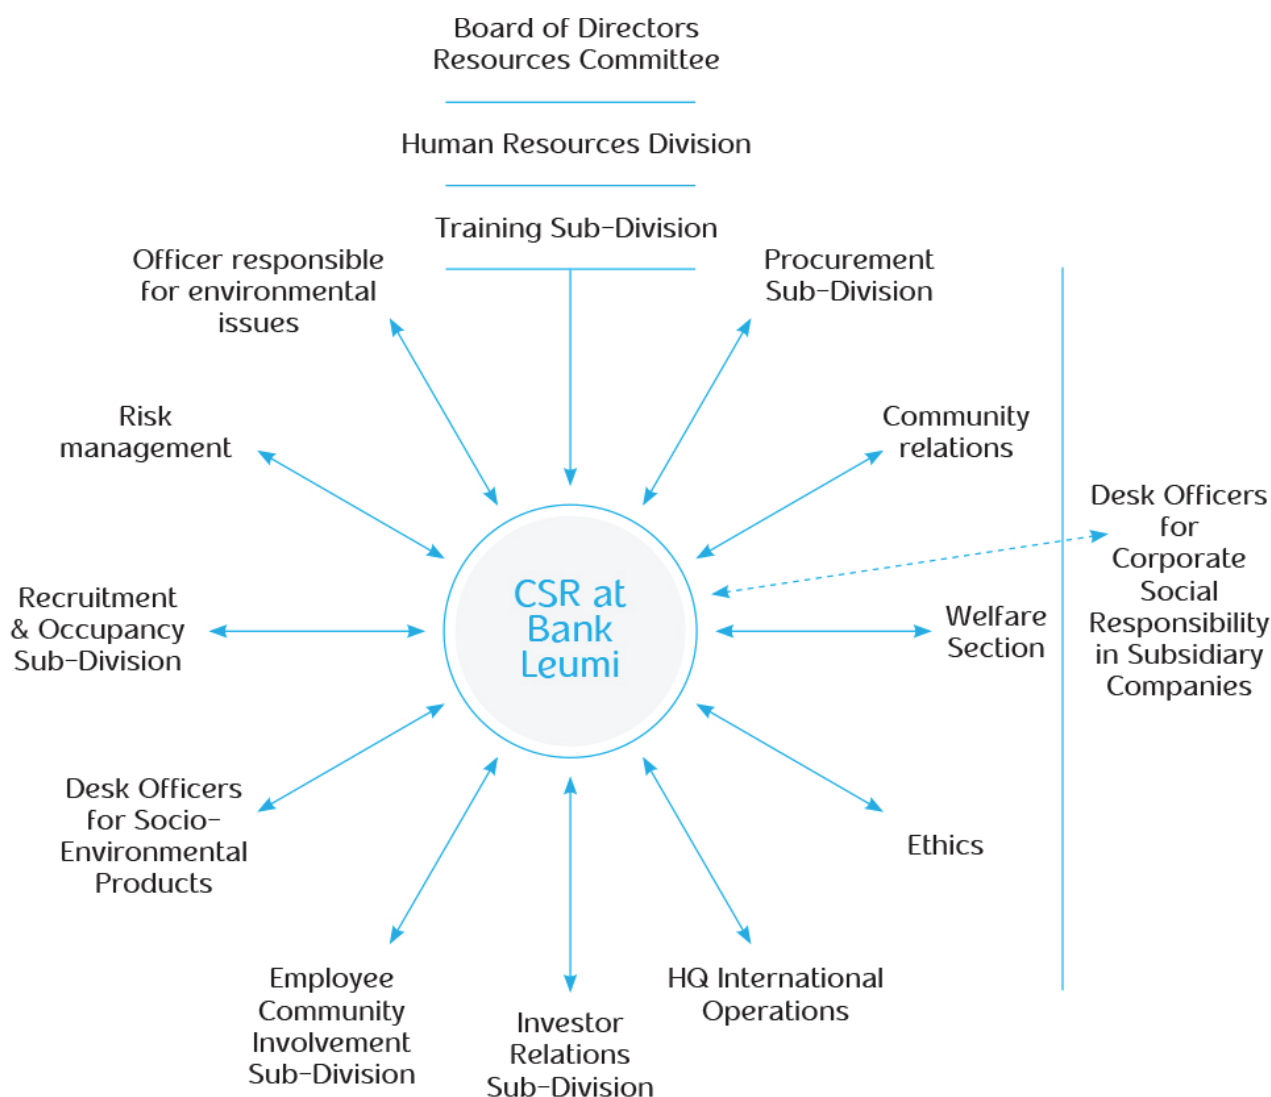 Board of Directors
Resources Committee
Human Resources Division
Training Sub-Division
Officer responsible
for environmental
issues
Procurement
Sub-Division
Risk
management
Community
relations
Desk Officers
for
Corporate
Social
Responsibility
in Subsidiary
Companies
CSR at
Bank
Leumi
Recruitment
& Occupancy
Sub-Division
Welfare
Section
Desk Officers
for Socio-
Environmental
Products
Ethics
Employee
Community
Involvement
Sub-Division
Investor
Relations
Sub-Division
HQ International
Operations